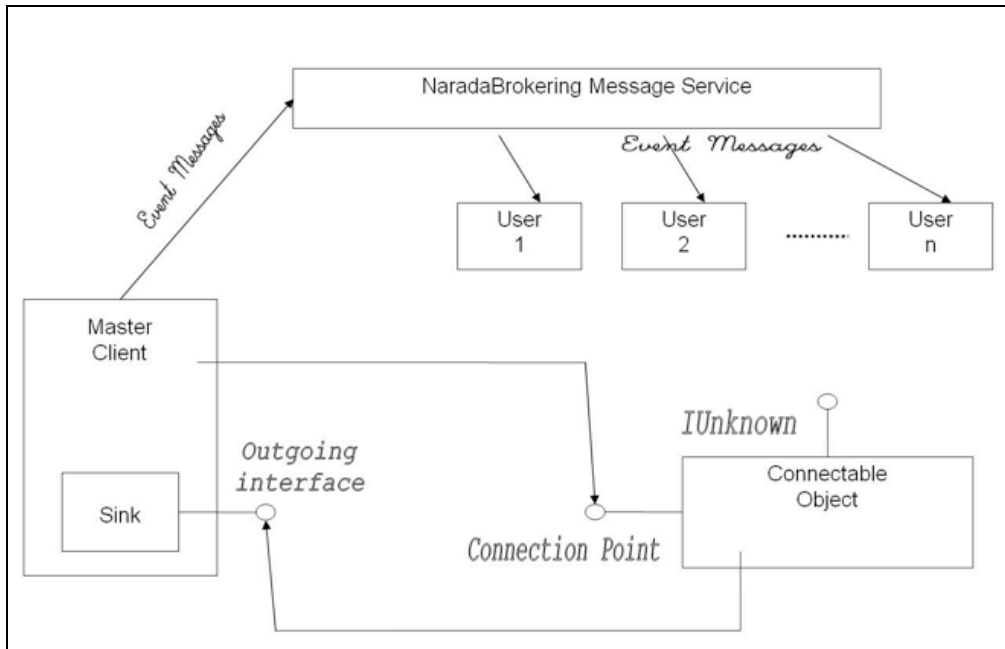 NaradaBrokering Message Service
Event Messages
Event Messages
User
1
User
2
User
n
Master
Client
IUnknown
Outgoing
interface
Connectable
Object
Sink
Connection Point